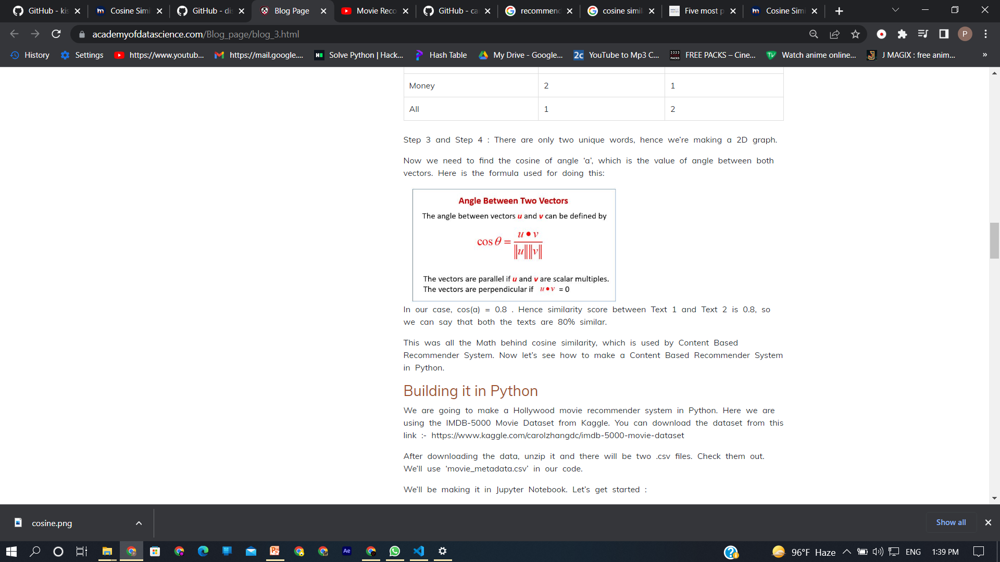 GitHub - kis
Cosine Simi
GitHub - dis
Blog Page
Movie Reco
GitHub - ca
recommend
cosine simil
Five most p
Cosine Simi
academyofdatascience.com/Blog_page/blog_3.html
P
History
Settings
https://www.youtub...
https://mail.google....
Solve Python | Hack...
Hash Table
My Drive - Google...
2c YouTube to Mp3 C...
PACKS FREE PACKS – Cine...
Watch anime online...
J MAGIX : free anim...
»
Money 2 1
All 1 2
Step 3 and Step 4 : There are only two unique words, hence we’re making a 2D graph.
Now we need to find the cosine of angle ‘a’, which is the value of angle between both
vectors. Here is the formula used for doing this:
Angle Between Two Vectors
The angle between vectors u and v can be defined by
cos θ = u • v / ‖u‖‖v‖
The vectors are parallel if u and v are scalar multiples.
The vectors are perpendicular if u • v = 0
In our case, cos(a) = 0.8 . Hence similarity score between Text 1 and Text 2 is 0.8, so
we can say that both the texts are 80% similar.
This was all the Math behind cosine similarity, which is used by Content Based
Recommender System. Now let’s see how to make a Content Based Recommender System
in Python.
Building it in Python
We are going to make a Hollywood movie recommender system in Python. Here we are
using the IMDB-5000 Movie Dataset from Kaggle. You can download the dataset from this
link :- https://www.kaggle.com/carolzhangdc/imdb-5000-movie-dataset
After downloading the data, unzip it and there will be two .csv files. Check them out.
We’ll use ‘movie_metadata.csv’ in our code.
We’ll be making it in Jupyter Notebook. Let’s get started :
cosine.png
Show all
Ae
96°F Haze
ENG
1:39 PM